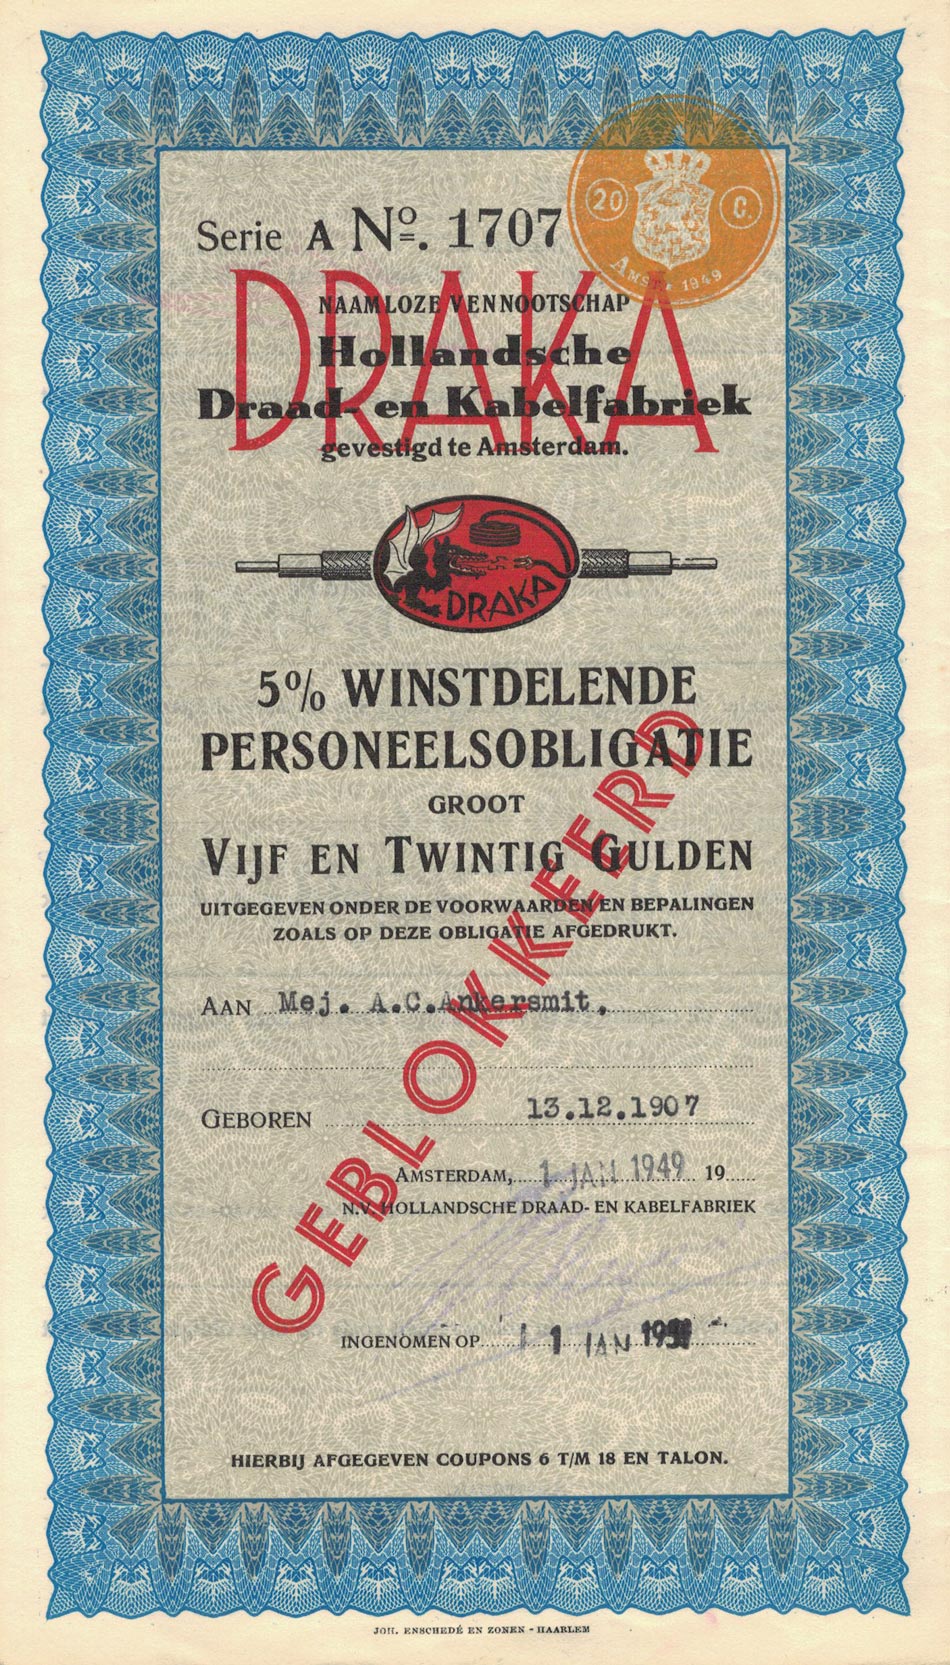 Serie A No. 1707
20 C.
AMST. 1949
DRAKA
NAAMLOZE VENNOOTSCHAP
Hollandsche
Draad- en Kabelfabriek
gevestigd te Amsterdam.
DRAKA
5% WINSTDELENDE
PERSONEELSOBLIGATIE
GROOT
VIJF EN TWINTIG GULDEN
UITGEGEVEN ONDER DE VOORWAARDEN EN BEPALINGEN
ZOALS OP DEZE OBLIGATIE AFGEDRUKT.
GEBLOKKEERD
AAN Mej. A.C.Ankersmit,
GEBOREN 13.12.1907
AMSTERDAM, 1 JAN 1949 19
N.V. HOLLANDSCHE DRAAD- EN KABELFABRIEK
INGENOMEN OP 1 JAN
HIERBIJ AFGEGEVEN COUPONS 6 T/M 18 EN TALON.
JOH. ENSCHEDÉ EN ZONEN - HAARLEM